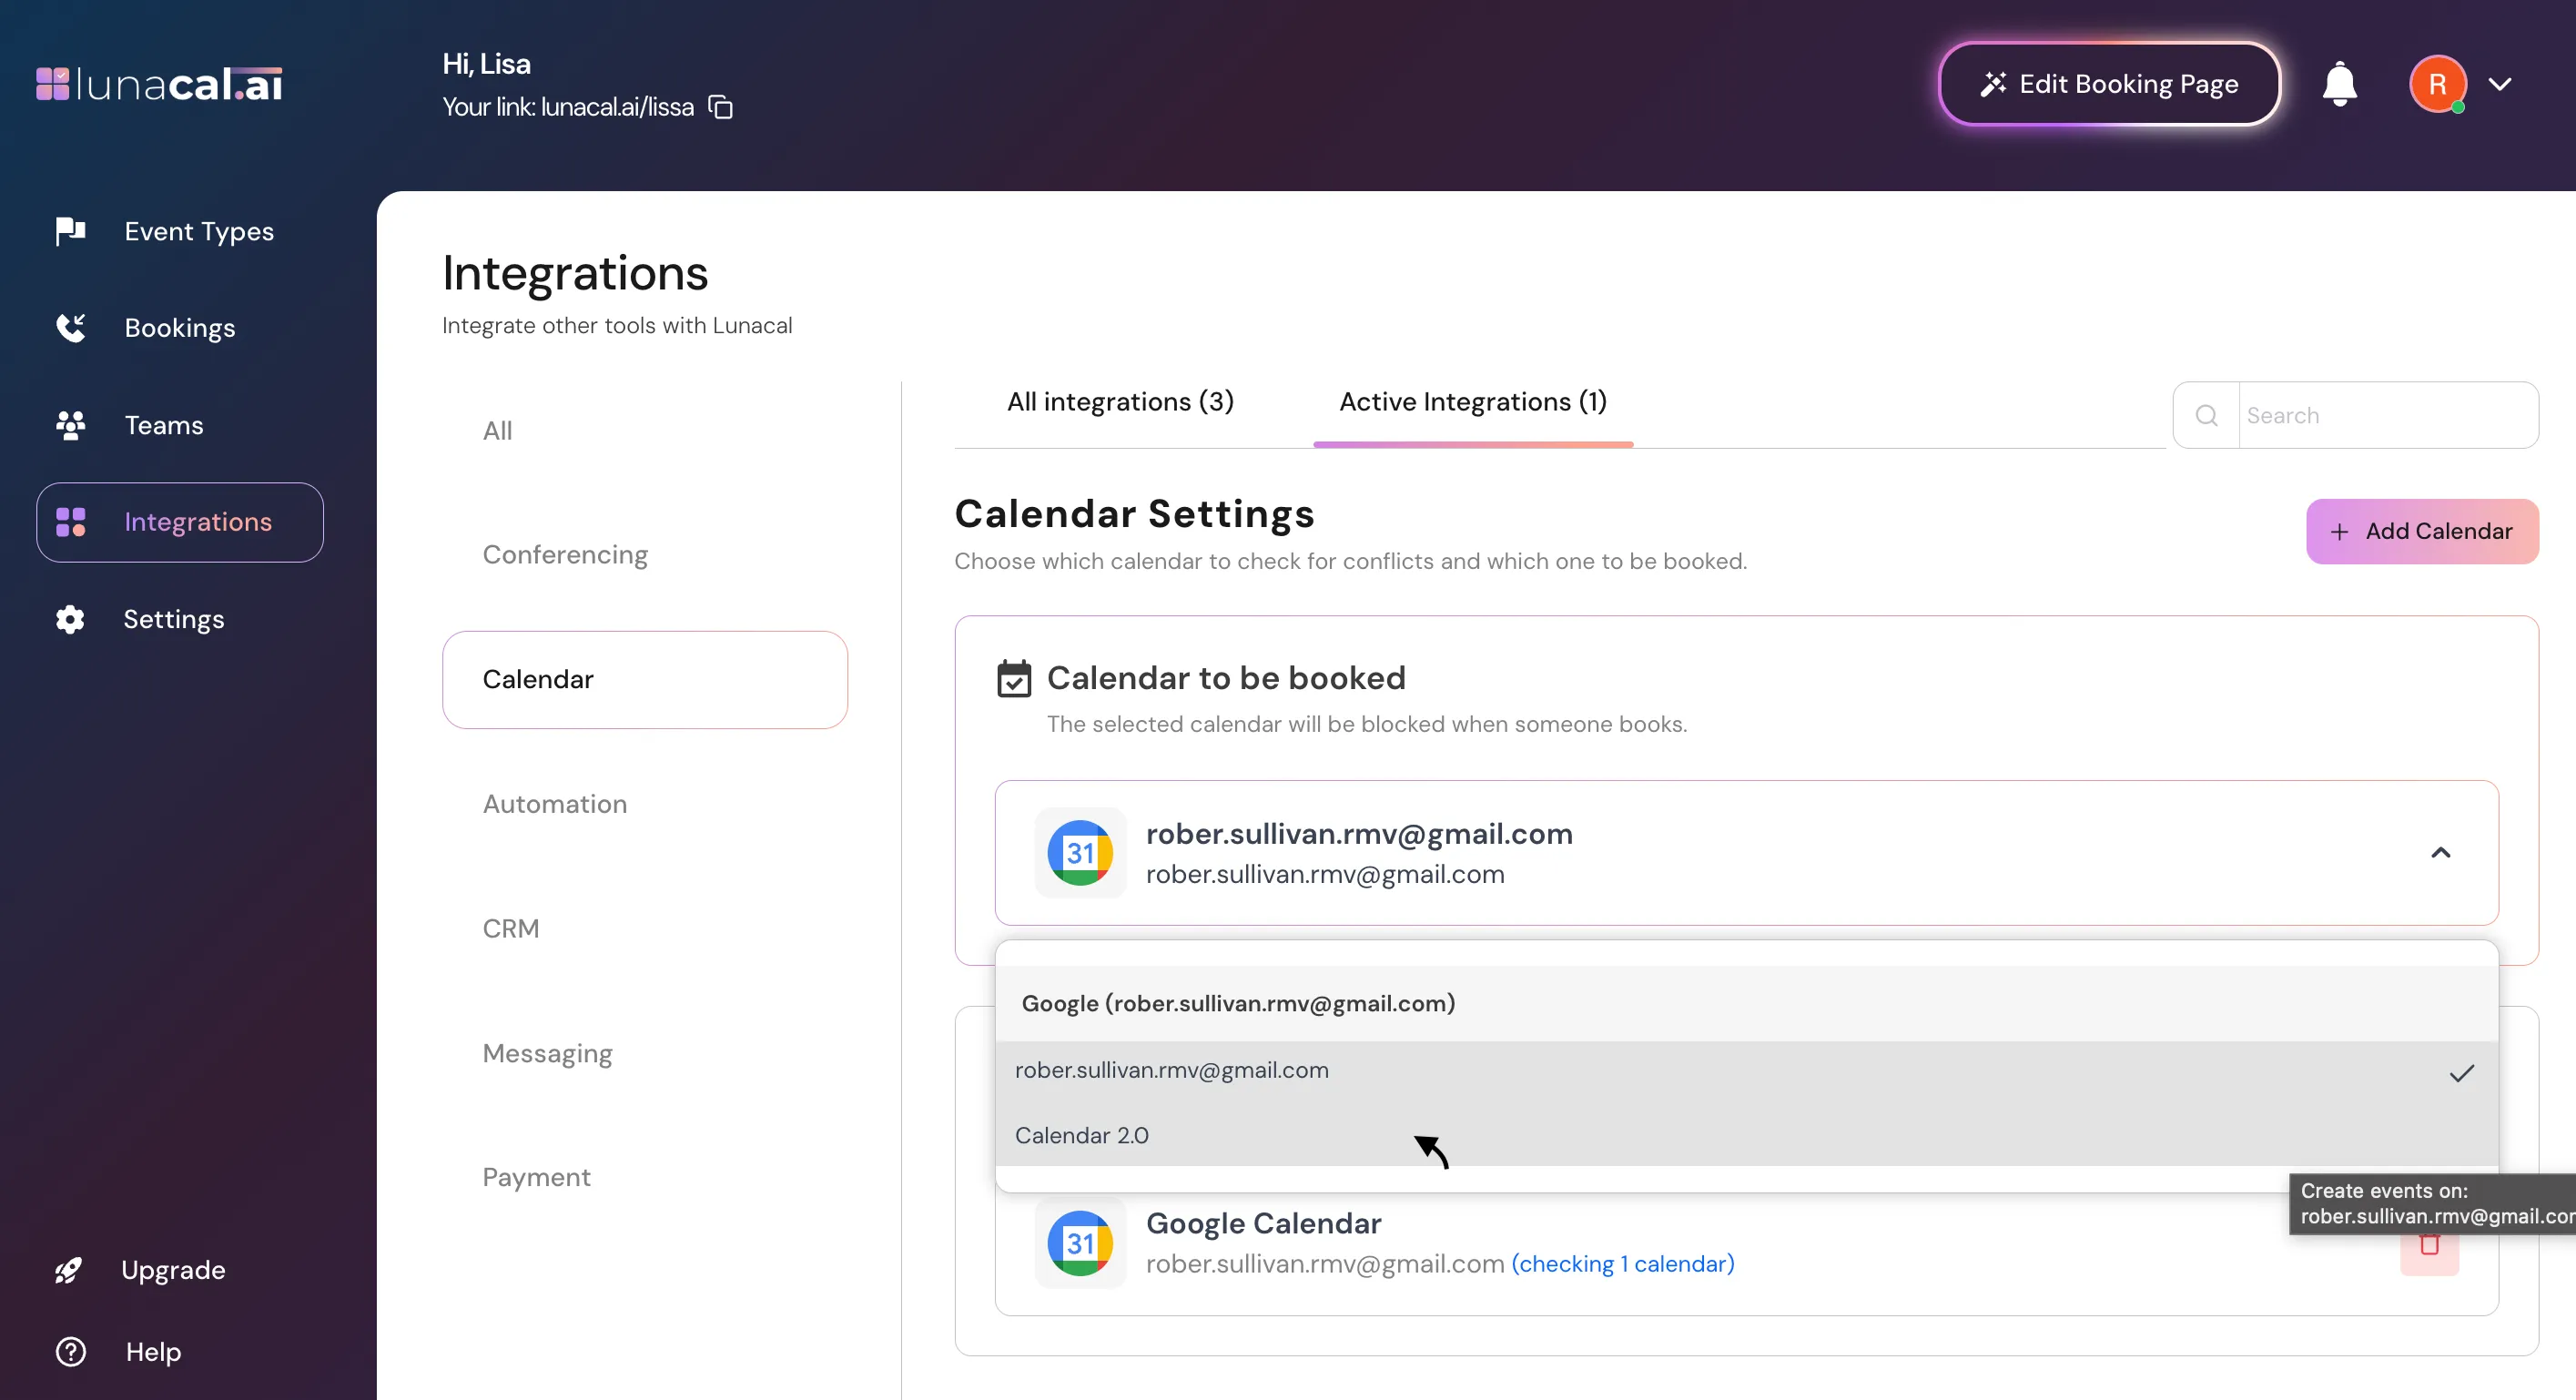 lunacal.ai
Hi, Lisa
Your link: lunacal.ai/lissa
Edit Booking Page
R
Event Types
Bookings
Teams
Integrations
Settings
Upgrade
Help
Integrations
Integrate other tools with Lunacal
All
Conferencing
Calendar
Automation
CRM
Messaging
Payment
All integrations (3)
Active Integrations (1)
Search
Calendar Settings
Choose which calendar to check for conflicts and which one to be booked.
+ Add Calendar
Calendar to be booked
The selected calendar will be blocked when someone books.
31
rober.sullivan.rmv@gmail.com
rober.sullivan.rmv@gmail.com
Google (rober.sullivan.rmv@gmail.com)
rober.sullivan.rmv@gmail.com
Calendar 2.0
Create events on:
rober.sullivan.rmv@gmail.com
31
Google Calendar
rober.sullivan.rmv@gmail.com (checking 1 calendar)